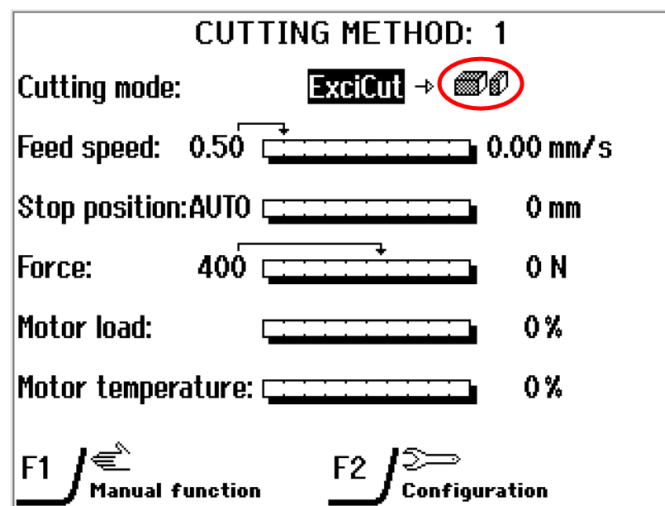 CUTTING METHOD: 1
Cutting mode: ExciCut
Feed speed: 0.50 0.00 mm/s
Stop position:AUTO 0 mm
Force: 400 0 N
Motor load: 0 %
Motor temperature: 0 %
F1 Manual function F2 Configuration